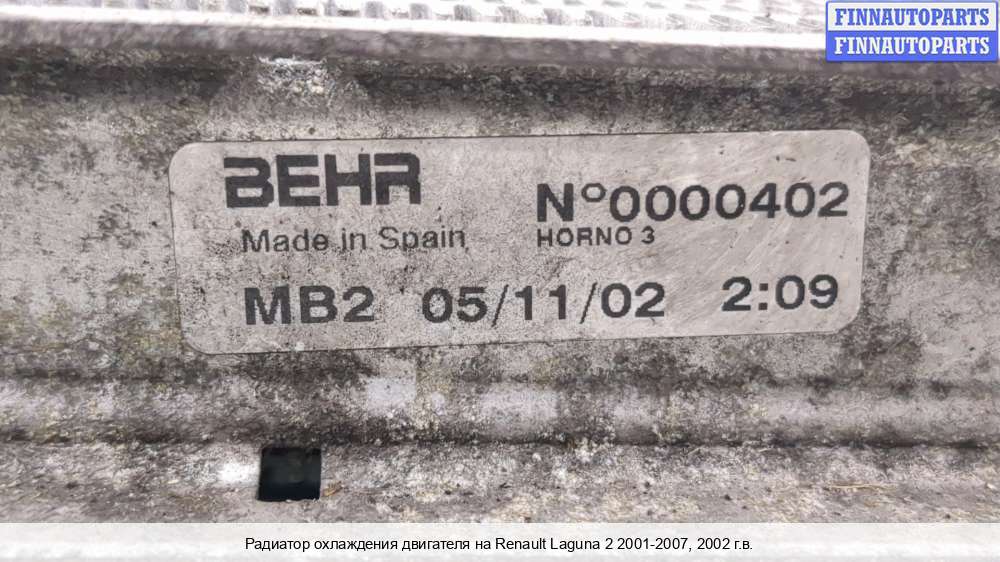 FINNAUTOPARTS
FINNAUTOPARTS
BEHR
Made in Spain
Nº0000402
HORNO 3
MB2 05/11/02 2:09
Радиатор охлаждения двигателя на Renault Laguna 2 2001-2007, 2002 г.в.